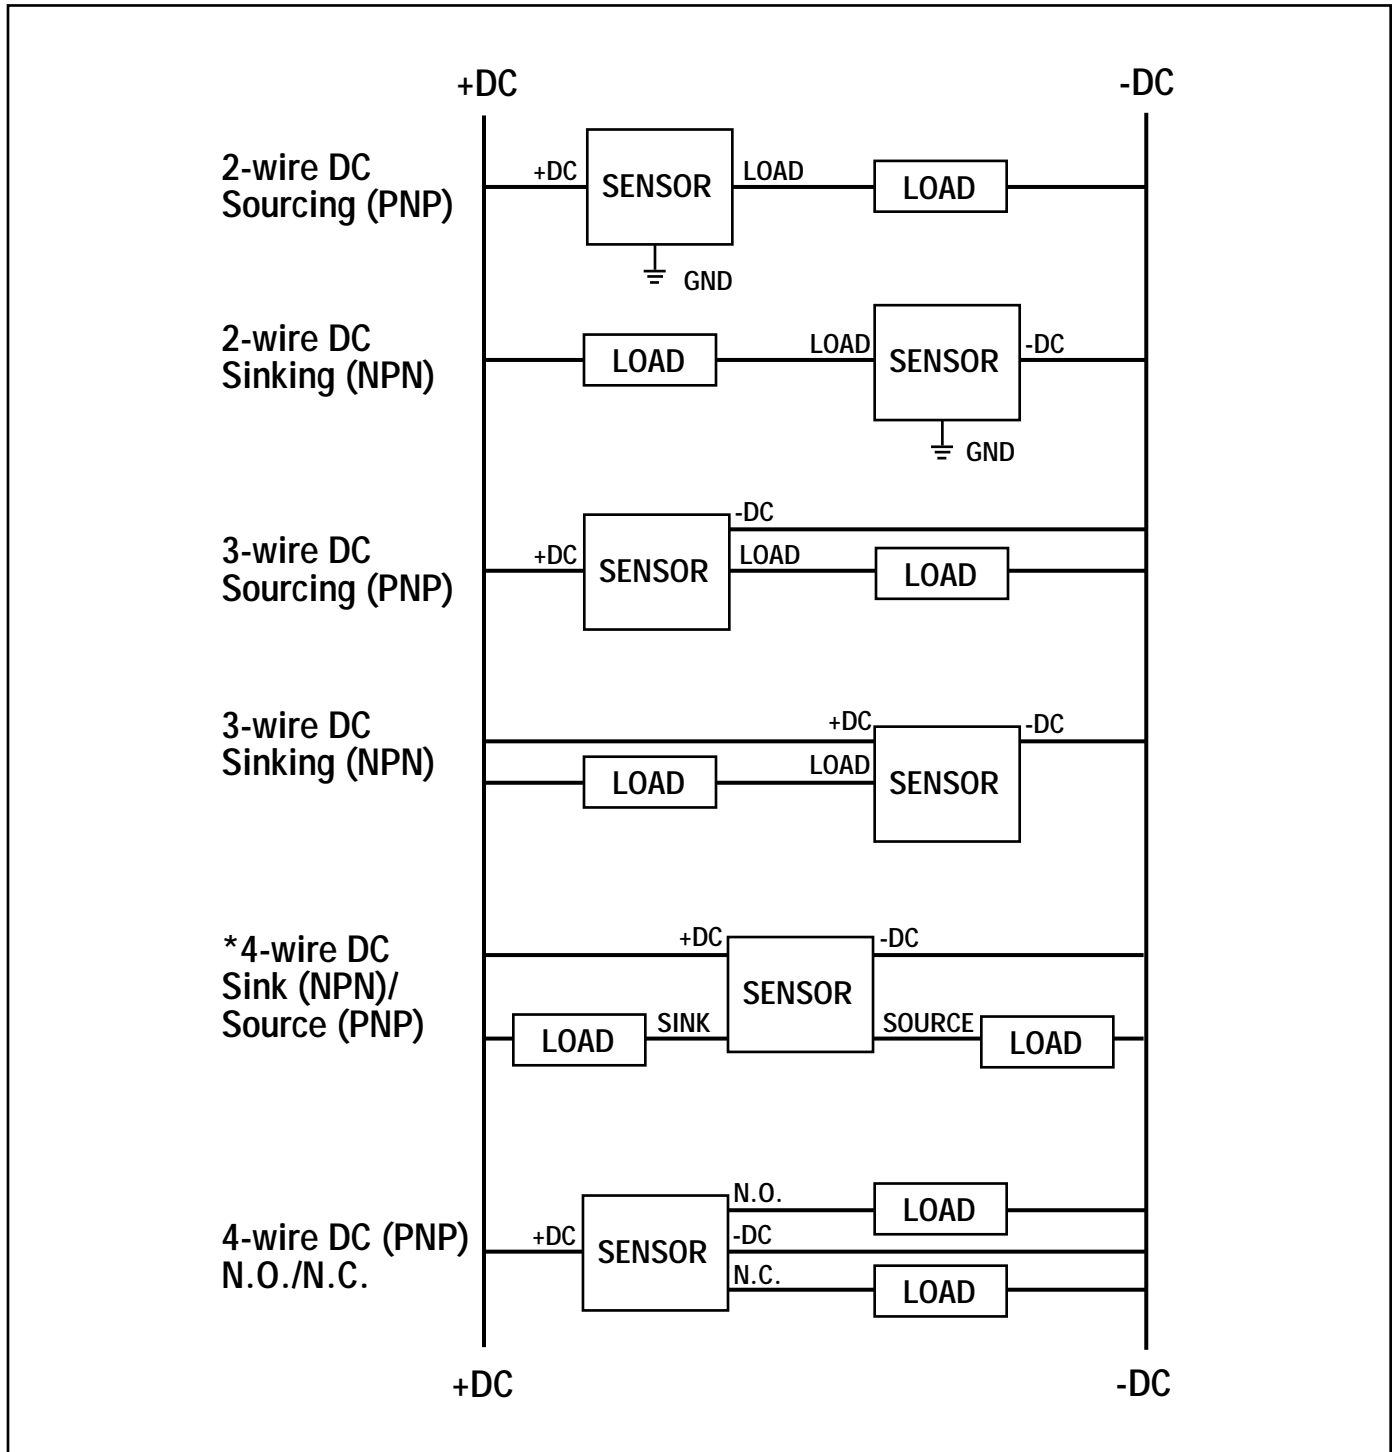 +DC -DC
2-wire DC
Sourcing (PNP)
+DC SENSOR LOAD LOAD
GND
2-wire DC
Sinking (NPN)
LOAD LOAD SENSOR -DC
GND
3-wire DC
Sourcing (PNP)
-DC
+DC SENSOR LOAD LOAD
3-wire DC
Sinking (NPN)
+DC -DC
LOAD LOAD SENSOR
*4-wire DC
Sink (NPN)/
Source (PNP)
+DC SENSOR -DC
LOAD SINK SOURCE LOAD
4-wire DC (PNP)
N.O./N.C.
N.O. LOAD
+DC SENSOR -DC
N.C. LOAD
+DC -DC